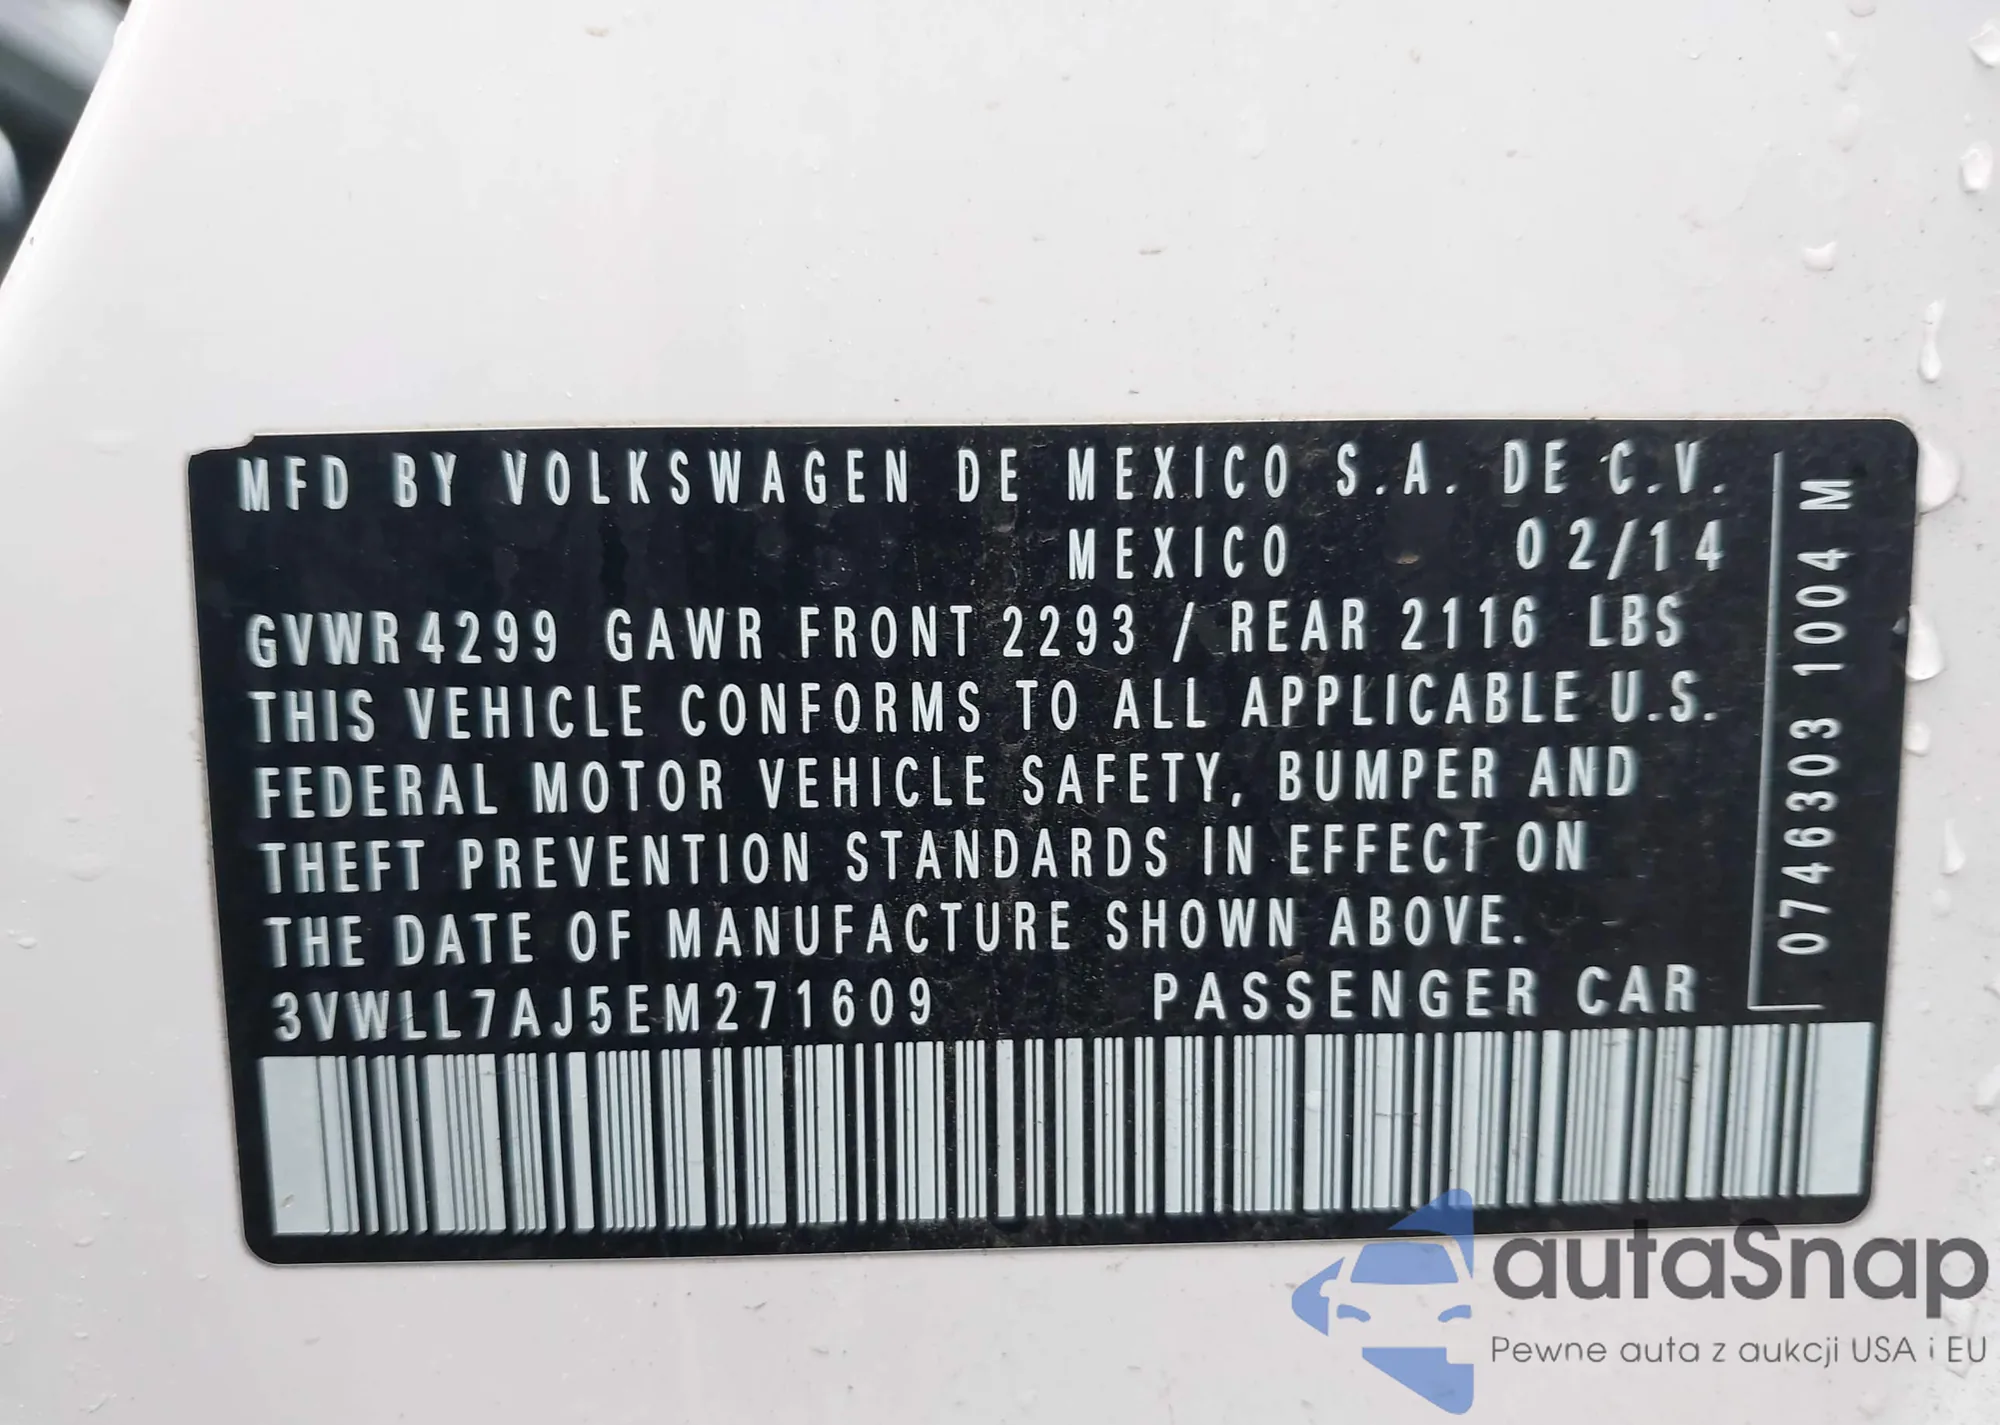 MFD BY VOLKSWAGEN DE MEXICO S.A. DE C.V.
MEXICO 02/14
GVWR 4299 GAWR FRONT 2293 / REAR 2116 LBS
THIS VEHICLE CONFORMS TO ALL APPLICABLE U.S.
FEDERAL MOTOR VEHICLE SAFETY, BUMPER AND
THEFT PREVENTION STANDARDS IN EFFECT ON
THE DATE OF MANUFACTURE SHOWN ABOVE.
3VWLL7AJ5EM271609 PASSENGER CAR
0746303 1004 M
autaSnap
Pewne auta z aukcji USA i EU